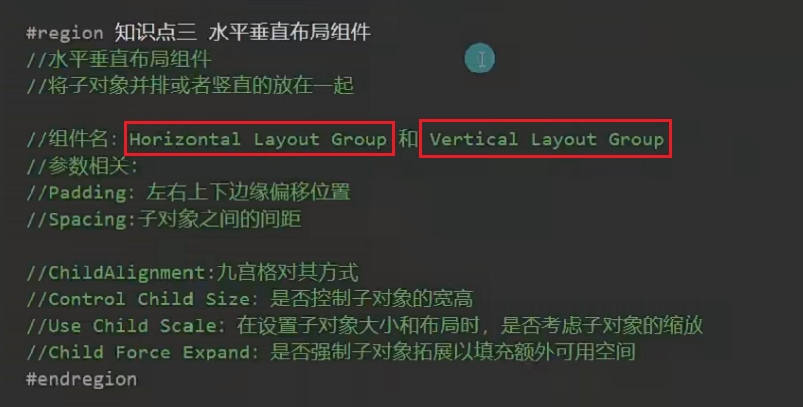 #region 知识点三 水平垂直布局组件
//水平垂直布局组件
//将子对象并排或者竖直的放在一起
//组件名：Horizontal Layout Group 和 Vertical Layout Group
//参数相关：
//Padding：左右上下边缘偏移位置
//Spacing:子对象之间的间距
//ChildAlignment:九宫格对其方式
//Control Child Size：是否控制子对象的宽高
//Use Child Scale：在设置子对象大小和布局时，是否考虑子对象的缩放
//Child Force Expand：是否强制子对象拓展以填充额外可用空间
#endregion